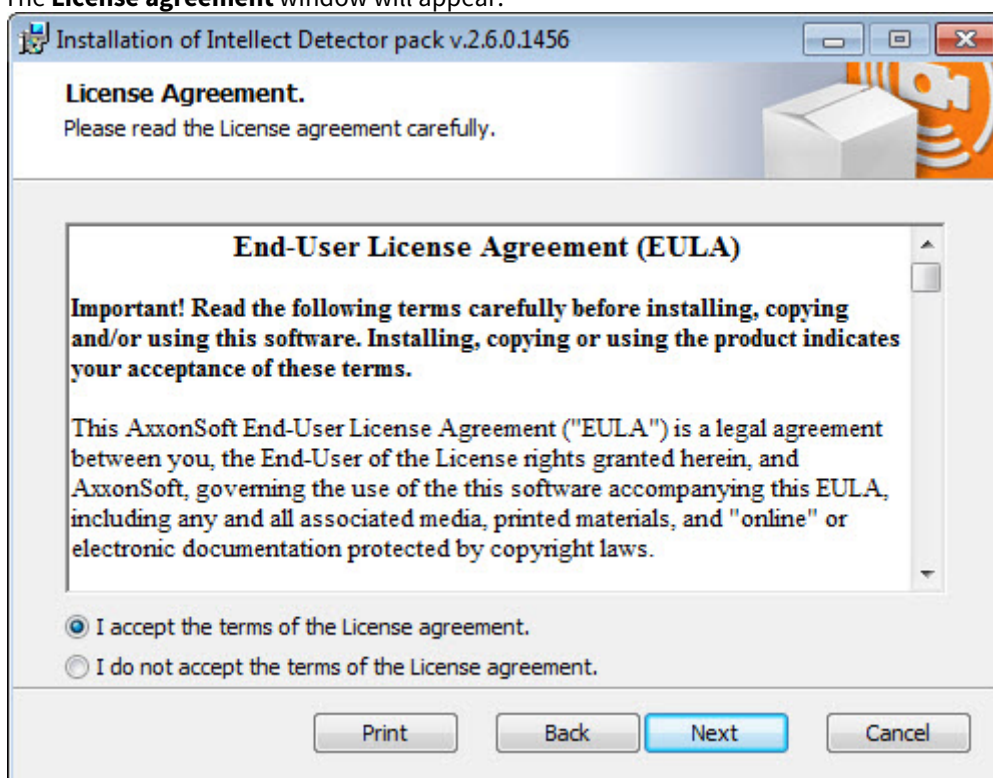 The License agreement window will appear.
Installation of Intellect Detector pack v.2.6.0.1456
License Agreement.
Please read the License agreement carefully.
End-User License Agreement (EULA)
Important! Read the following terms carefully before installing, copying
and/or using this software. Installing, copying or using the product indicates
your acceptance of these terms.
This AxxonSoft End-User License Agreement ("EULA") is a legal agreement
between you, the End-User of the License rights granted herein, and
AxxonSoft, governing the use of the this software accompanying this EULA,
including any and all associated media, printed materials, and "online" or
electronic documentation protected by copyright laws.
I accept the terms of the License agreement.
I do not accept the terms of the License agreement.
Print Back Next Cancel